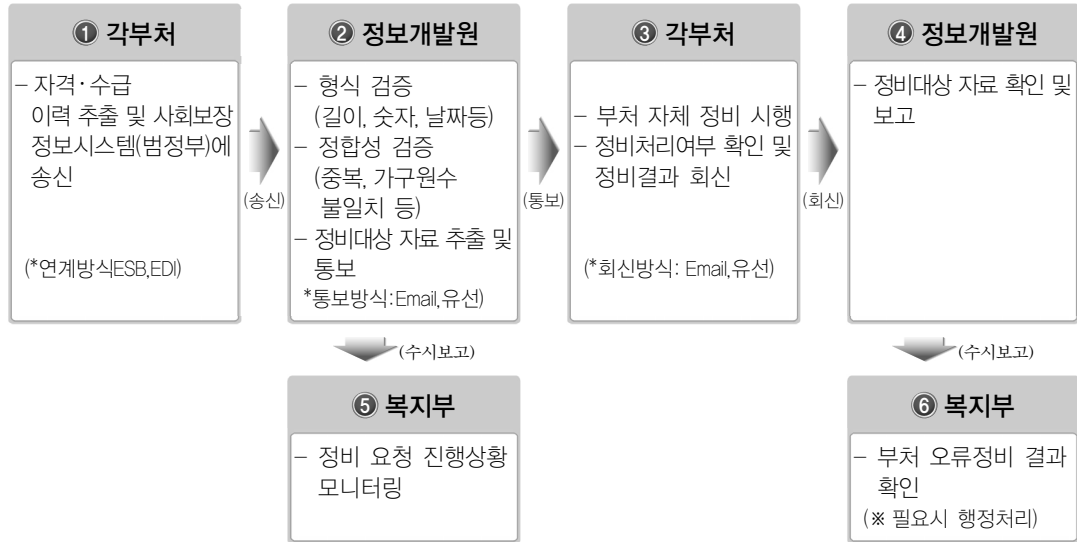 ❶ 각부처
– 자격·수급
이력 추출 및 사회보장
정보시스템(범정부)에
송신
(*연계방식ESB,EDI)
(송신)
❷ 정보개발원
– 형식 검증
(길이, 숫자, 날짜등)
– 정합성 검증
(중복, 가구원수
불일치 등)
– 정비대상 자료 추출 및
통보
*통보방식:Email,유선)
(통보)
❸ 각부처
– 부처 자체 정비 시행
– 정비처리여부 확인 및
정비결과 회신
(*회신방식: Email,유선)
(회신)
❹ 정보개발원
– 정비대상 자료 확인 및
보고
(수시보고)
(수시보고)
❺ 복지부
– 정비 요청 진행상황
모니터링
❻ 복지부
– 부처 오류정비 결과
확인
(※ 필요시 행정처리)